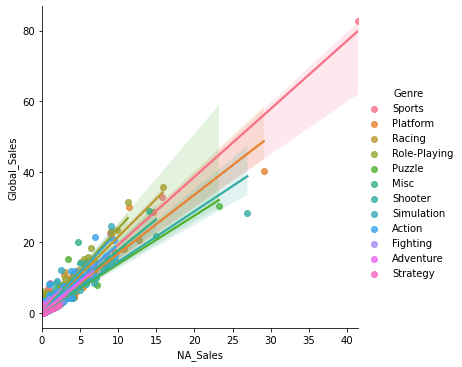 80
60
40
20
0
Global_Sales
0 5 10 15 20 25 30 35 40
NA_Sales
Genre
Sports
Platform
Racing
Role-Playing
Puzzle
Misc
Shooter
Simulation
Action
Fighting
Adventure
Strategy